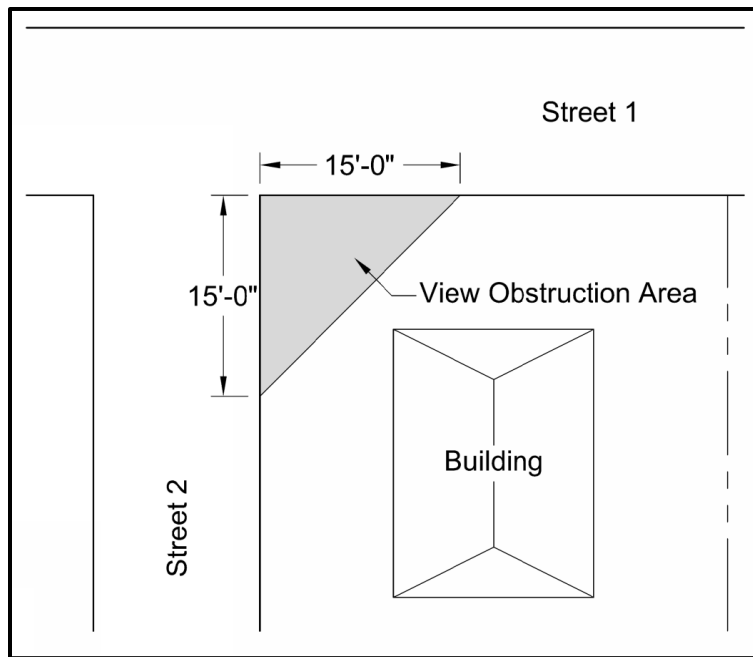 Street 1
15'-0"
15'-0"
View Obstruction Area
Building
Street 2